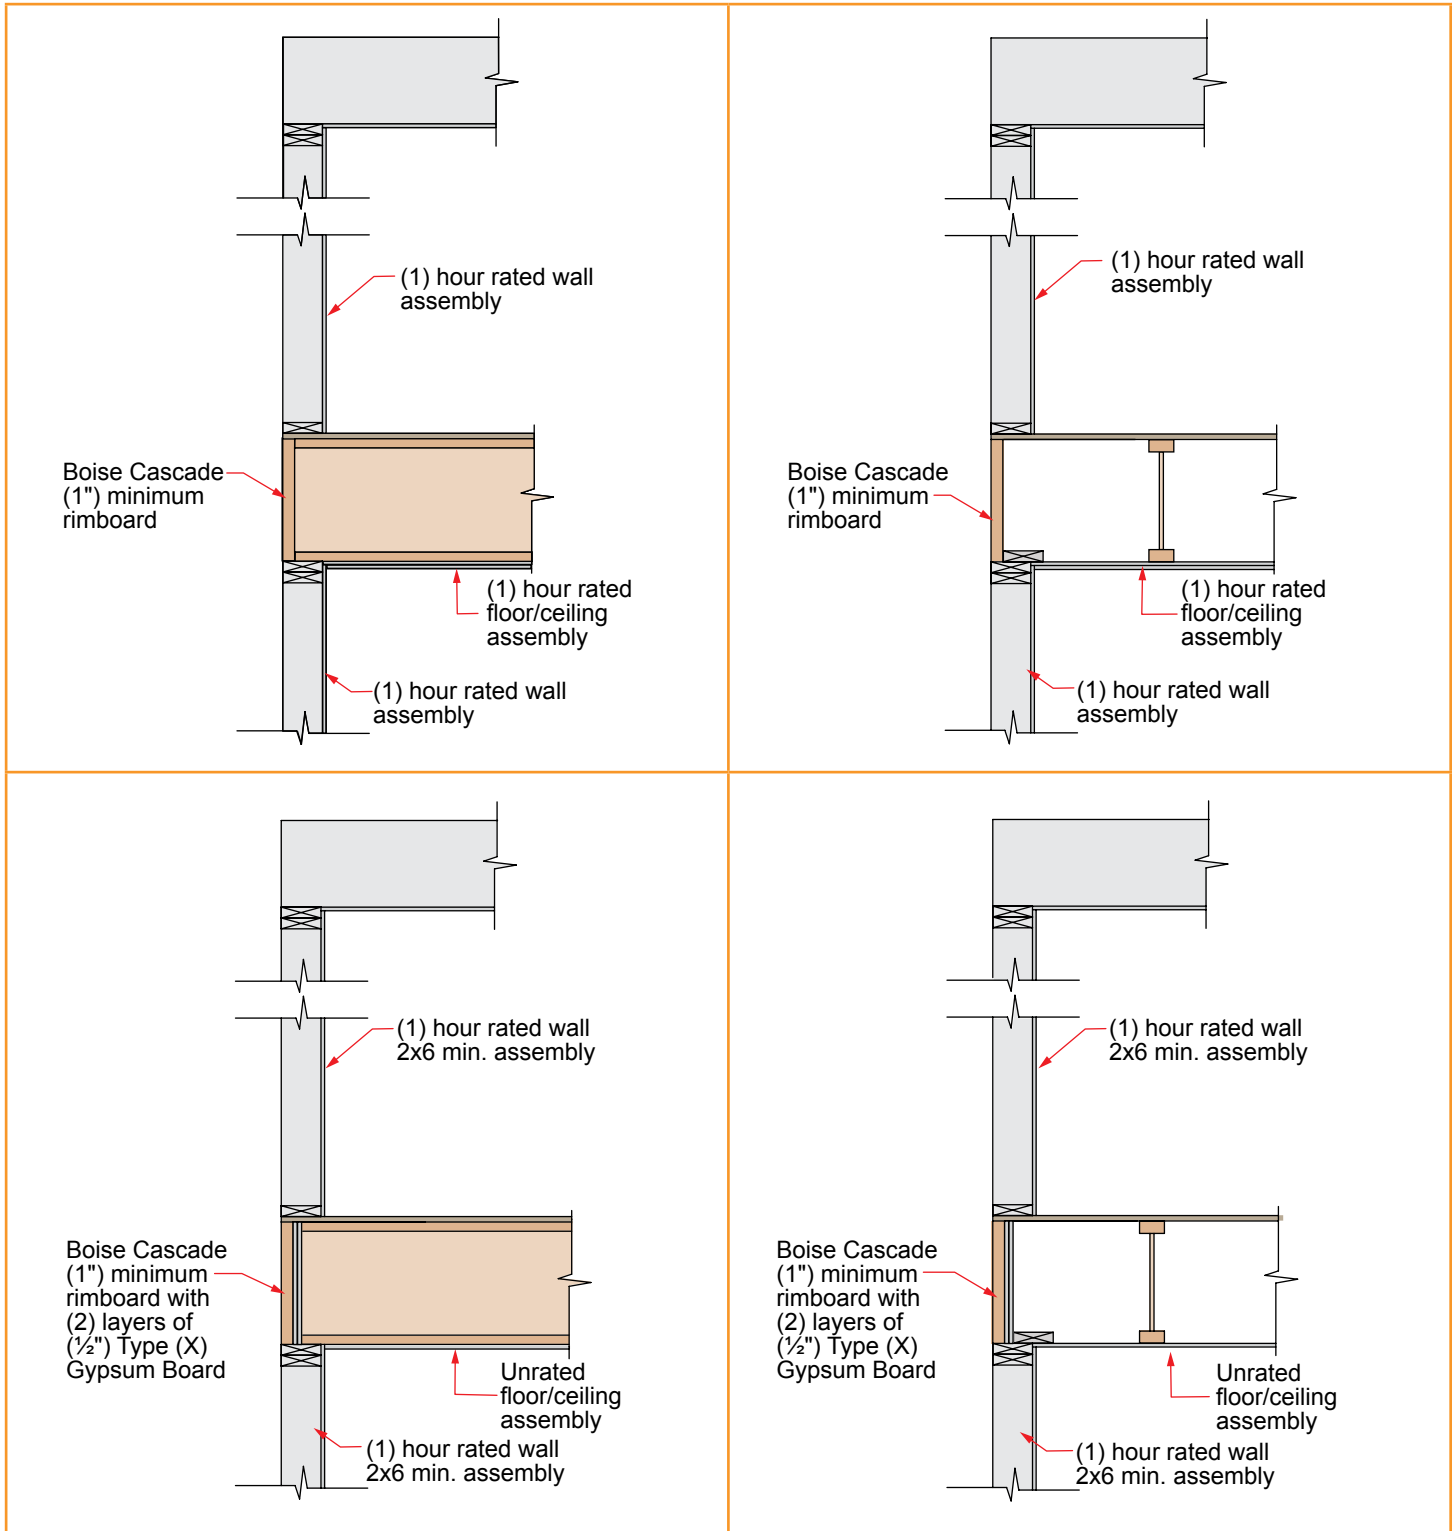 (1) hour rated wall
assembly
Boise Cascade
(1") minimum
rimboard
(1) hour rated
floor/ceiling
assembly
(1) hour rated wall
assembly
(1) hour rated wall
assembly
Boise Cascade
(1") minimum
rimboard
(1) hour rated
floor/ceiling
assembly
(1) hour rated wall
assembly
(1) hour rated wall
2x6 min. assembly
Boise Cascade
(1") minimum
rimboard with
(2) layers of
(½") Type (X)
Gypsum Board
Unrated
floor/ceiling
assembly
(1) hour rated wall
2x6 min. assembly
(1) hour rated wall
2x6 min. assembly
Boise Cascade
(1") minimum
rimboard with
(2) layers of
(½") Type (X)
Gypsum Board
Unrated
floor/ceiling
assembly
(1) hour rated wall
2x6 min. assembly